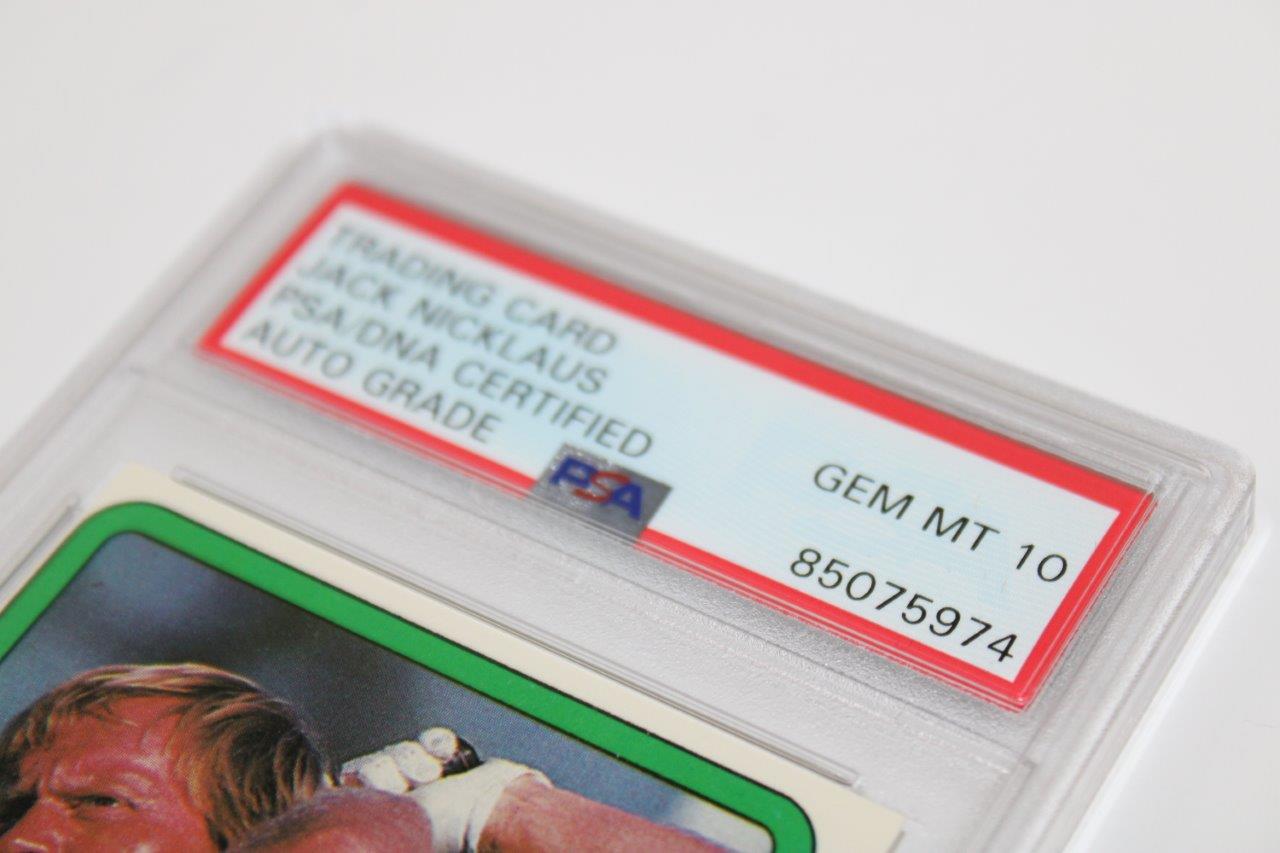 TRADING CARD
JACK NICKLAUS
PSA/DNA CERTIFIED
AUTO GRADE
PSA
GEM MT 10
85075974